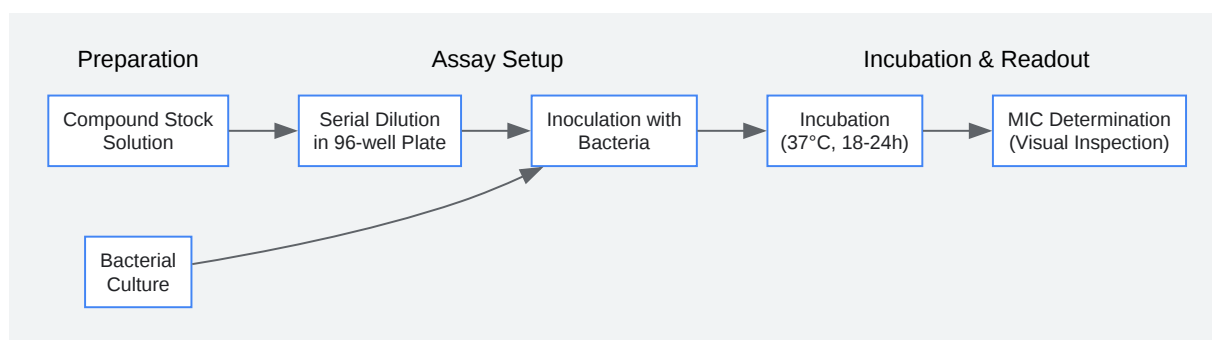 Preparation
Assay Setup
Incubation & Readout
Compound Stock
Solution
Serial Dilution
in 96-well Plate
Inoculation with
Bacteria
Incubation
(37°C, 18-24h)
MIC Determination
(Visual Inspection)
Bacterial
Culture